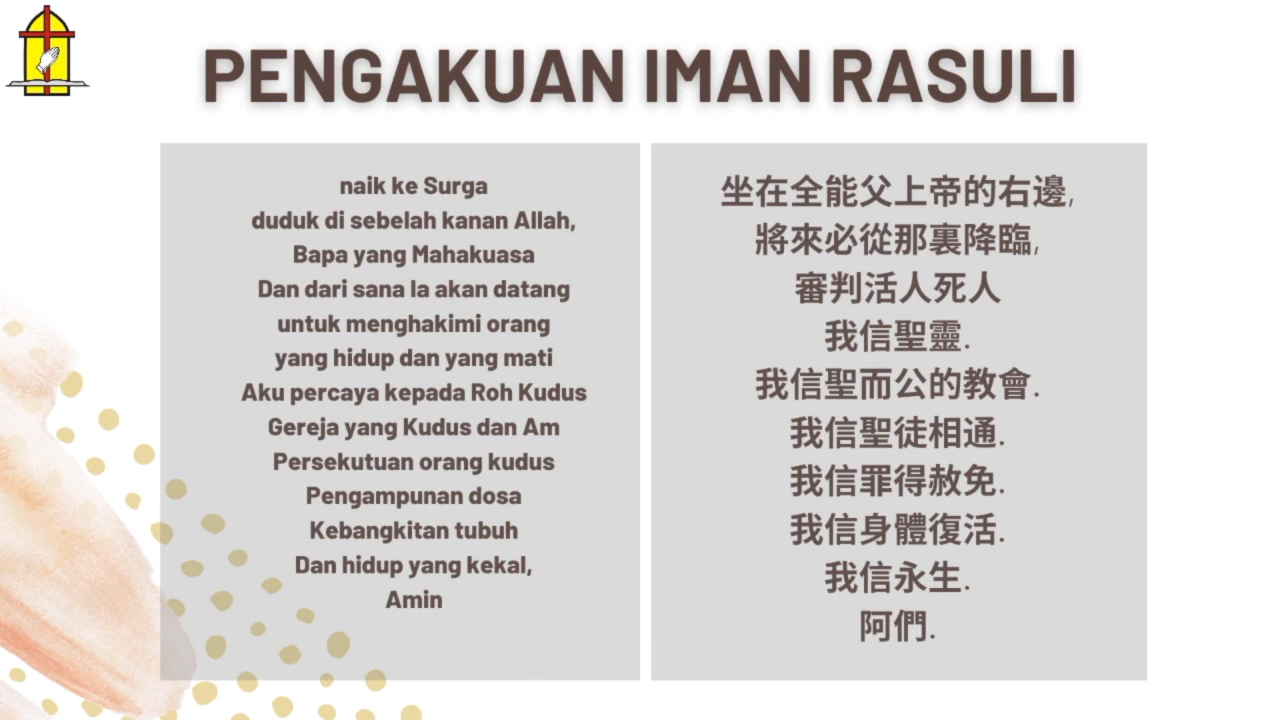 PENGAKUAN IMAN RASULI
naik ke Surga
duduk di sebelah kanan Allah,
Bapa yang Mahakuasa
Dan dari sana Ia akan datang
untuk menghakimi orang
yang hidup dan yang mati
Aku percaya kepada Roh Kudus
Gereja yang Kudus dan Am
Persekutuan orang kudus
Pengampunan dosa
Kebangkitan tubuh
Dan hidup yang kekal,
Amin
坐在全能父上帝的右邊,
將來必從那裏降臨,
審判活人死人
我信聖靈.
我信聖而公的教會.
我信聖徒相通.
我信罪得赦免.
我信身體復活.
我信永生.
阿們.